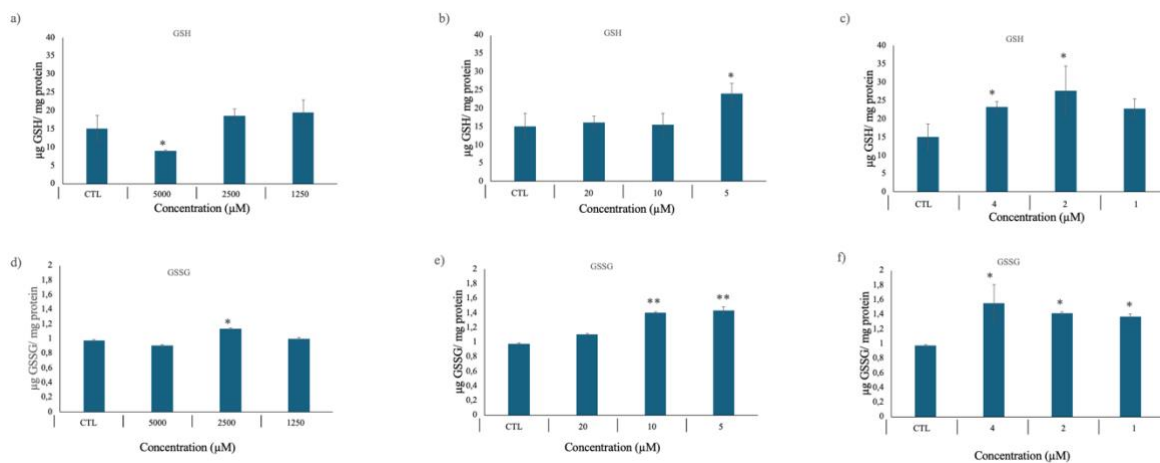 a)
GSH
µg GSH/ mg protein
40
35
30
25
20
15
10
5
0
*
CTL 5000 2500 1250
Concentration (µM)
b)
GSH
µg GSH/ mg protein
40
35
30
25
20
15
10
5
0
*
CTL 20 10 5
Concentration (µM)
c)
GSH
µg GSH/ mg protein
40
35
30
25
20
15
10
5
0
*
*
CTL 4 2 1
Concentration (µM)
d)
GSSG
µg GSSG/ mg protein
2
1,8
1,6
1,4
1,2
1
0,8
0,6
0,4
0,2
0
*
CTL 5000 2500 1250
Concentration (µM)
e)
GSSG
µg GSSG/ mg protein
2
1,8
1,6
1,4
1,2
1
0,8
0,6
0,4
0,2
0
** **
CTL 20 10 5
Concentration (µM)
f)
GSSG
µg GSSG/ mg protein
2
1,8
1,6
1,4
1,2
1
0,8
0,6
0,4
0,2
0
*
* *
CTL 4 2 1
Concentration (µM)